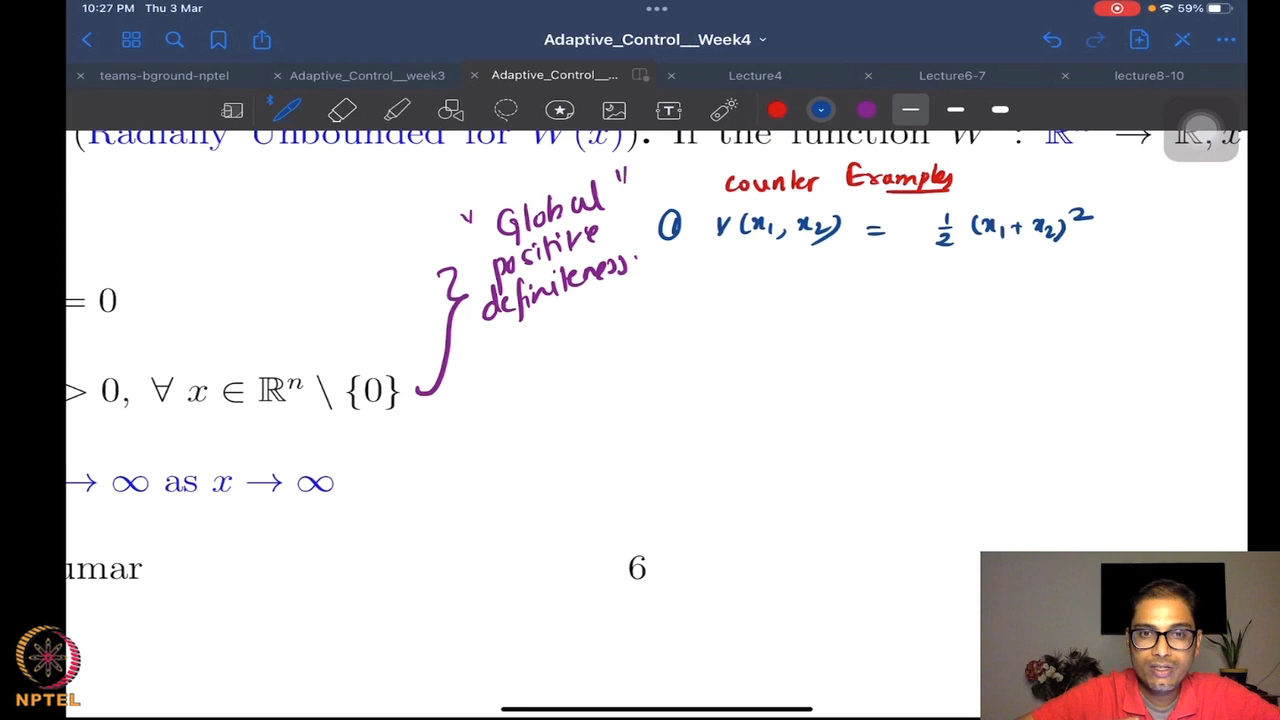 10:27 PM Thu 3 Mar
59%
Adaptive_Control__Week4
teams-bground-nptel
Adaptive_Control__week3
Adaptive_Control__...
Lecture4
Lecture6-7
lecture8-10
(Radially Unbounded for W(x)). If the function W : ℝⁿ → ℝ, x
counter Examples
① V(x₁, x₂) = ½ (x₁ + x₂)²
"Global"
positive
definiteness.
= 0
> 0, ∀ x ∈ ℝⁿ \ {0}
→ ∞ as x → ∞
umar
6
NPTEL